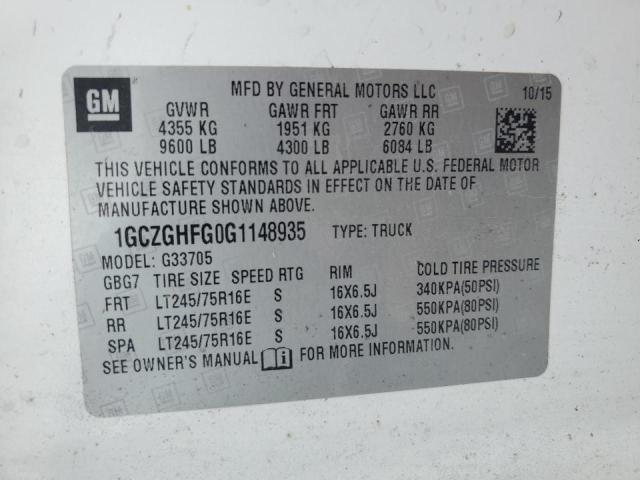 GM
MFD BY GENERAL MOTORS LLC 10/15
GVWR GAWR FRT GAWR RR
4355 KG 1951 KG 2760 KG
9600 LB 4300 LB 6084 LB
THIS VEHICLE CONFORMS TO ALL APPLICABLE U.S. FEDERAL MOTOR
VEHICLE SAFETY STANDARDS IN EFFECT ON THE DATE OF
MANUFACTURE SHOWN ABOVE.
1GCZGHFG0G1148935 TYPE: TRUCK
MODEL: G33705
GBG7 TIRE SIZE SPEED RTG RIM COLD TIRE PRESSURE
FRT LT245/75R16E S 16X6.5J 340KPA(50PSI)
RR LT245/75R16E S 16X6.5J 550KPA(80PSI)
SPA LT245/75R16E S 16X6.5J 550KPA(80PSI)
SEE OWNER'S MANUAL i FOR MORE INFORMATION.